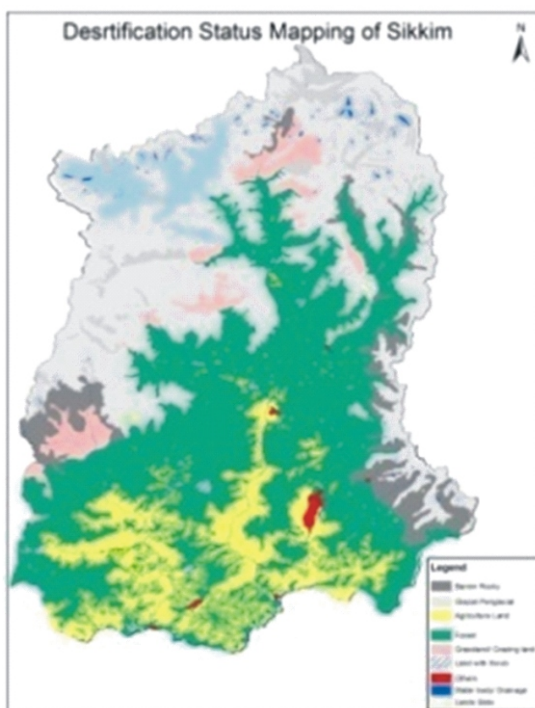 Desrtification Status Mapping of Sikkim
N
Legend
Barren Rocky
Glacial Periglacial
Agriculture Land
Forest
Grassland/ Grazing land
Land with Scrub
Others
Water body/ Drainage